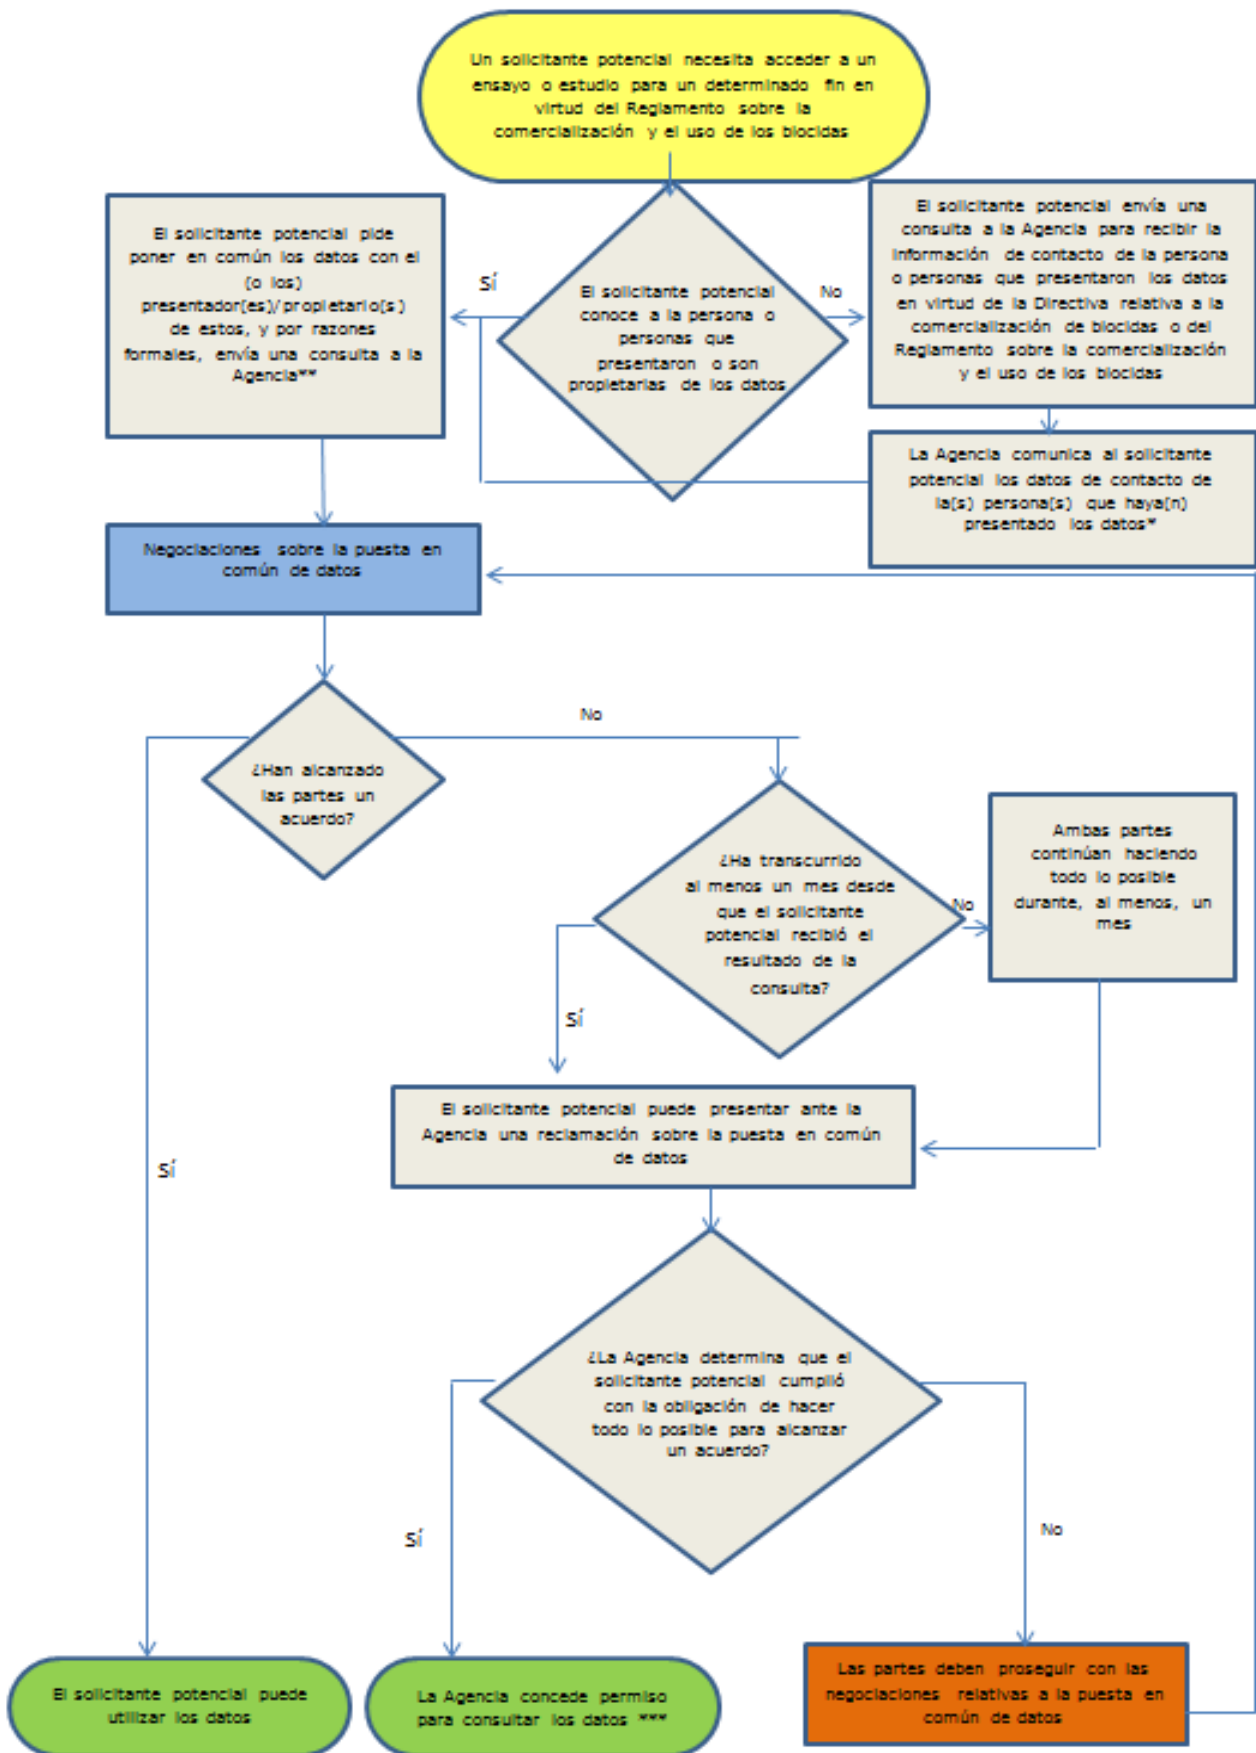 Un solicitante potencial necesita acceder a un
ensayo o estudio para un determinado fin en
virtud del Reglamento sobre la
comercialización y el uso de los biocidas
El solicitante potencial pide
poner en común los datos con el
(o los)
presentador(es)/propietario(s)
de estos, y por razones
formales, envía una consulta a la
Agencia**
Sí
El solicitante potencial
conoce a la persona o
personas que
presentaron o son
propietarias de los datos
No
El solicitante potencial envía una
consulta a la Agencia para recibir la
información de contacto de la persona
o personas que presentaron los datos
en virtud de la Directiva relativa a la
comercialización de biocidas o del
Reglamento sobre la comercialización
y el uso de los biocidas
La Agencia comunica al solicitante
potencial los datos de contacto de
la(s) persona(s) que haya(n)
presentado los datos*
Negociaciones sobre la puesta en
común de datos
No
¿Han alcanzado
las partes un
acuerdo?
¿Ha transcurrido
al menos un mes desde
que el solicitante
potencial recibió el
resultado de la
consulta?
No
Ambas partes
continúan haciendo
todo lo posible
durante, al menos, un
mes
Sí
El solicitante potencial puede presentar ante la
Agencia una reclamación sobre la puesta en común
de datos
Sí
¿La Agencia determina que el
solicitante potencial cumplió
con la obligación de hacer
todo lo posible para alcanzar
un acuerdo?
Sí
No
El solicitante potencial puede
utilizar los datos
La Agencia concede permiso
para consultar los datos ***
Las partes deben proseguir con las
negociaciones relativas a la puesta en
común de datos